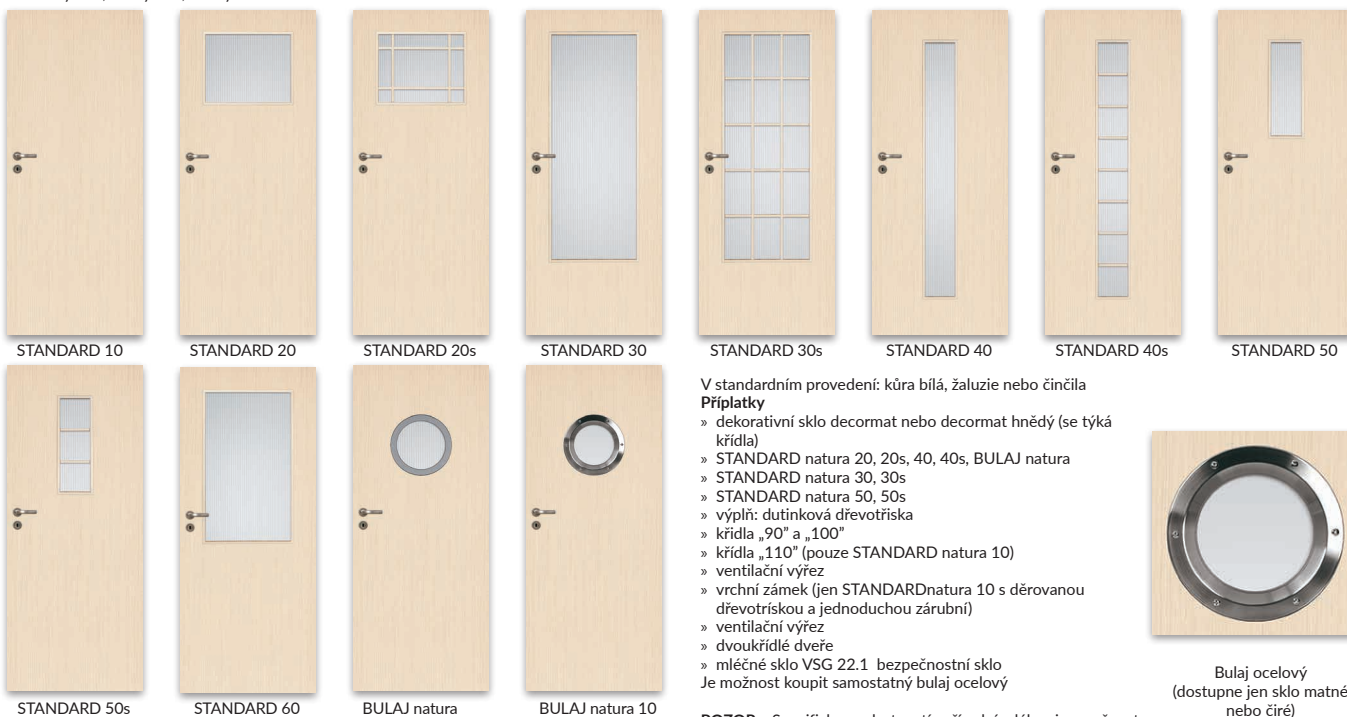 STANDARD 10
STANDARD 20
STANDARD 20s
STANDARD 30
STANDARD 30s
STANDARD 40
STANDARD 40s
STANDARD 50
V standardním provedení: kůra bílá, žaluzie nebo činčila
Příplatky
» dekorativní sklo decormat nebo decormat hnědý (se týká
křídla)
» STANDARD natura 20, 20s, 40, 40s, BULAJ natura
» STANDARD natura 30, 30s
» STANDARD natura 50, 50s
» výplň: dutinková dřevotřiska
» křidla „90” a „100”
» křídla „110” (pouze STANDARD natura 10)
» ventilační výřez
» vrchní zámek (jen STANDARDnatura 10 s děrovanou
dřevotrískou a jednoduchou zárubní)
» ventilační výřez
» dvoukřídlé dveře
» mléčné sklo VSG 22.1 bezpečnostní sklo
Je možnost koupit samostatný bulaj ocelový
Bulaj ocelový
(dostupne jen sklo matné
nebo čiré)
STANDARD 50s
STANDARD 60
BULAJ natura
BULAJ natura 10